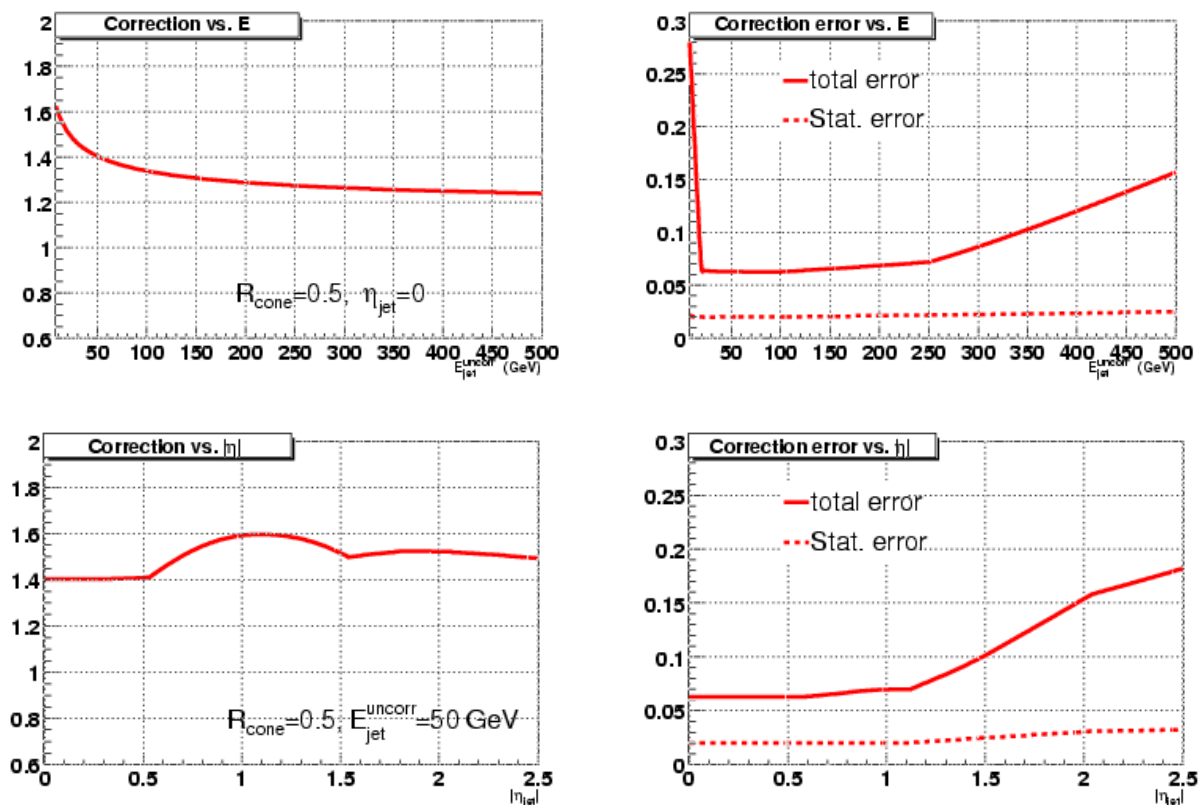 Correction vs. E
2
1.8
1.6
1.4
1.2
1
0.8
0.6
R_cone=0.5, η_jet=0
50 100 150 200 250 300 350 400 450 500
E_jet^uncorr (GeV)
Correction error vs. E
0.3
0.25
0.2
0.15
0.1
0.05
0
total error
Stat. error
50 100 150 200 250 300 350 400 450 500
E_jet^uncorr (GeV)
Correction vs. |η|
2
1.8
1.6
1.4
1.2
1
0.8
0.6
R_cone=0.5, E_jet^uncorr=50 GeV
0 0.5 1 1.5 2 2.5
|η_jet|
Correction error vs. |η|
0.3
0.25
0.2
0.15
0.1
0.05
0
total error
Stat. error
0 0.5 1 1.5 2 2.5
|η_jet|